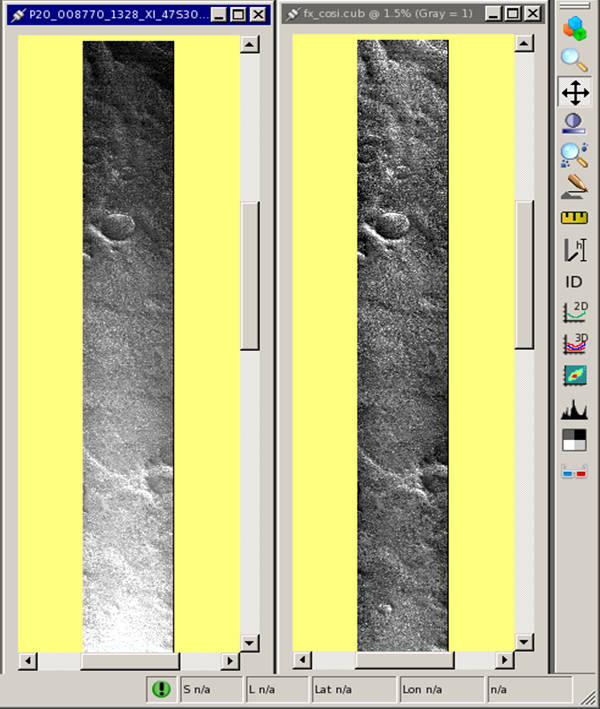 P20_008770_1328_XI_47S30...
fx_cosi.cub @ 1.5% (Gray = 1)
h
ID
2D
3D
S n/a
L n/a
Lat n/a
Lon n/a
n/a